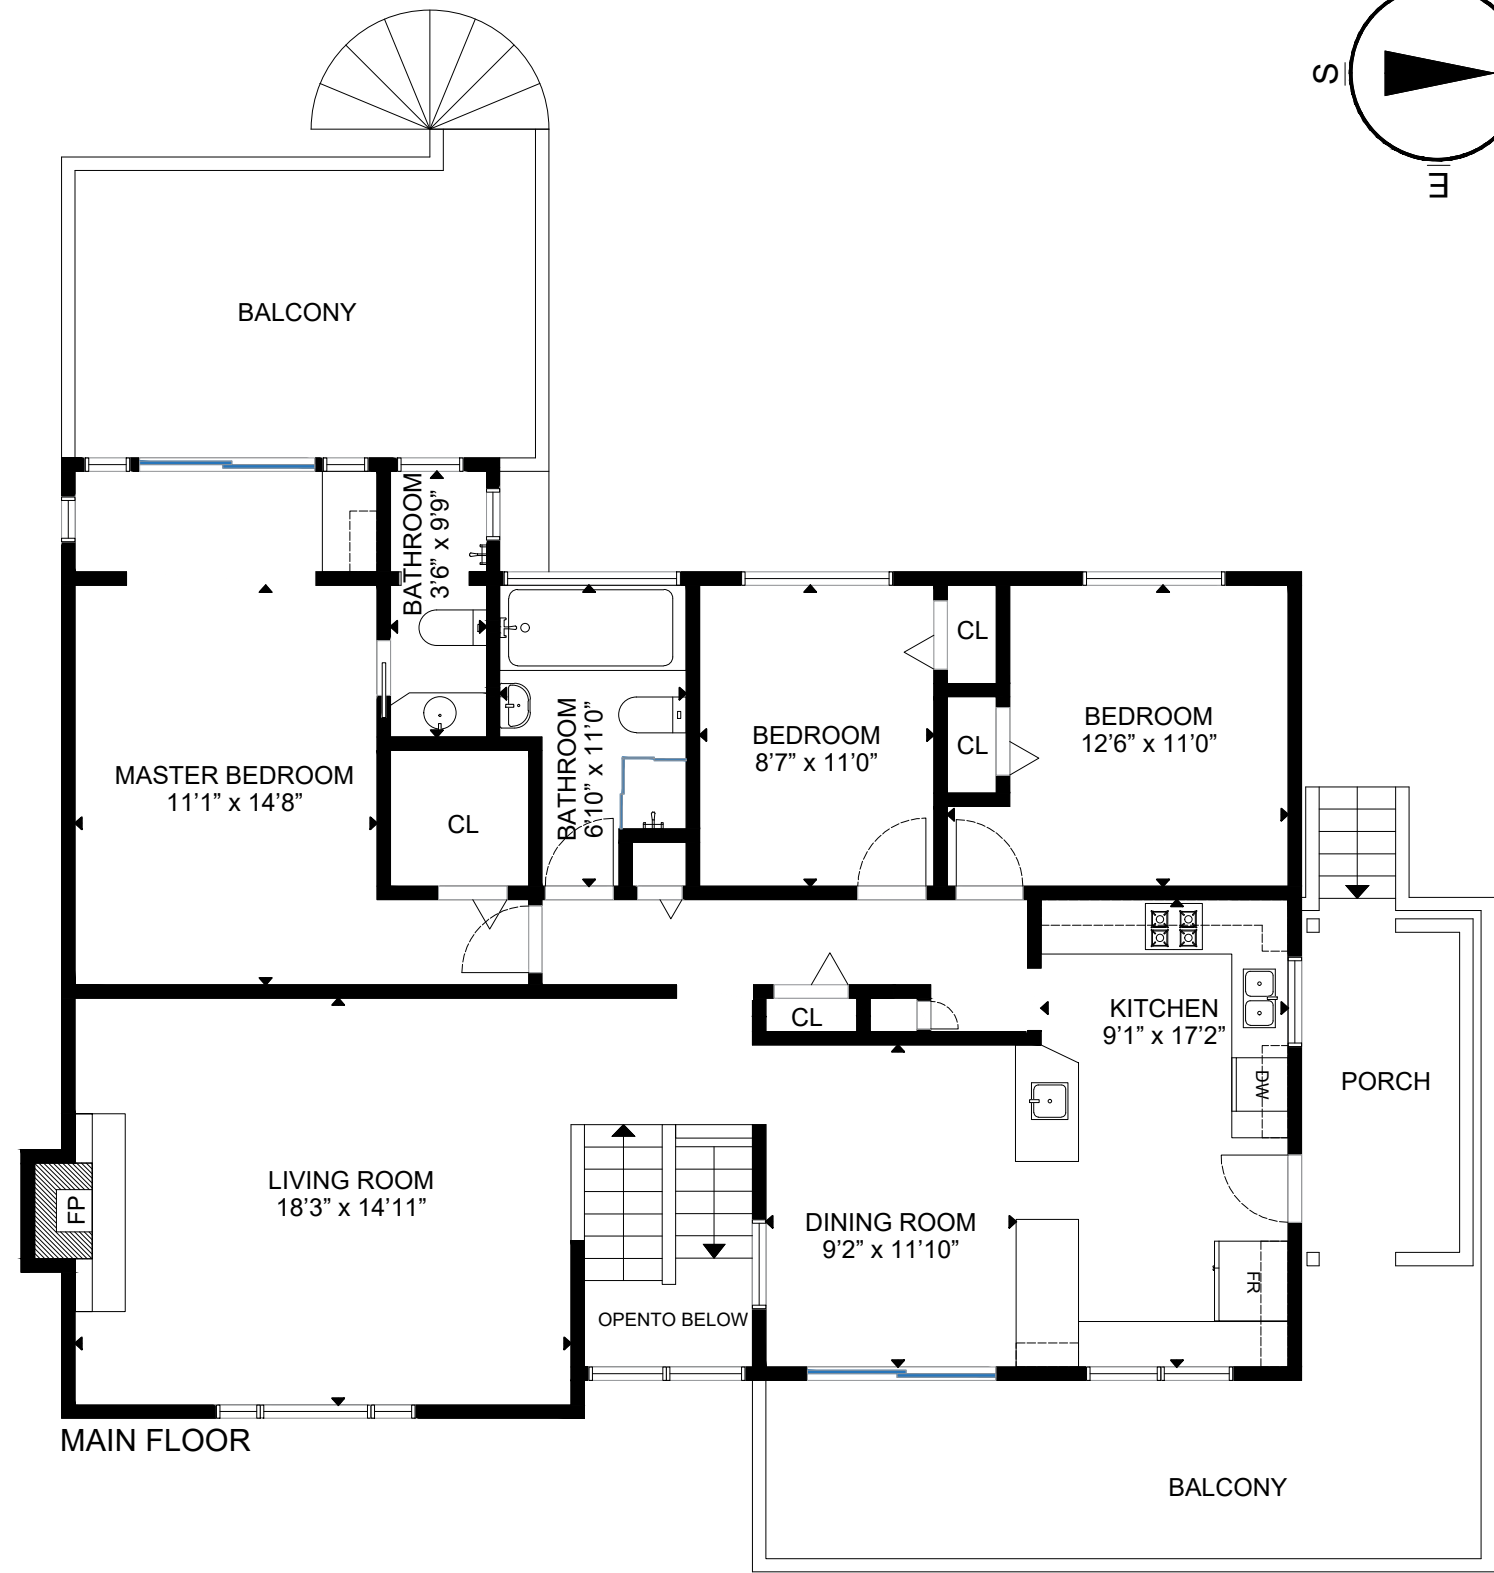 S
E
BALCONY
BATHROOM
3'6" x 9'9"
MASTER BEDROOM
11'1" x 14'8"
CL
BATHROOM
6'10" x 11'0"
BEDROOM
8'7" x 11'0"
CL
CL
BEDROOM
12'6" x 11'0"
CL
KITCHEN
9'1" x 17'2"
DW
PORCH
LIVING ROOM
18'3" x 14'11"
FP
DINING ROOM
9'2" x 11'10"
FR
OPENTO BELOW
MAIN FLOOR
BALCONY